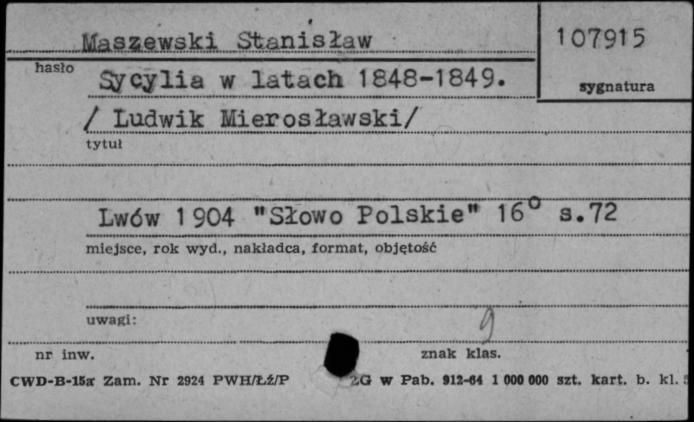 Maszewski Stanisław
107915
hasło
Sycylia w latach 1848-1849.
sygnatura
/ Ludwik Mierosławski/
tytuł
Lwów 1904 "Słowo Polskie" 16° s.72
miejsce, rok wyd., nakładca, format, objętość
uwagi:
9
nr inw.
znak klas.
CWD-B-15a Zam. Nr 2924 PWH/ŁŹ/P ZG w Pab. 912-64 1 000 000 szt. kart. b. kl.